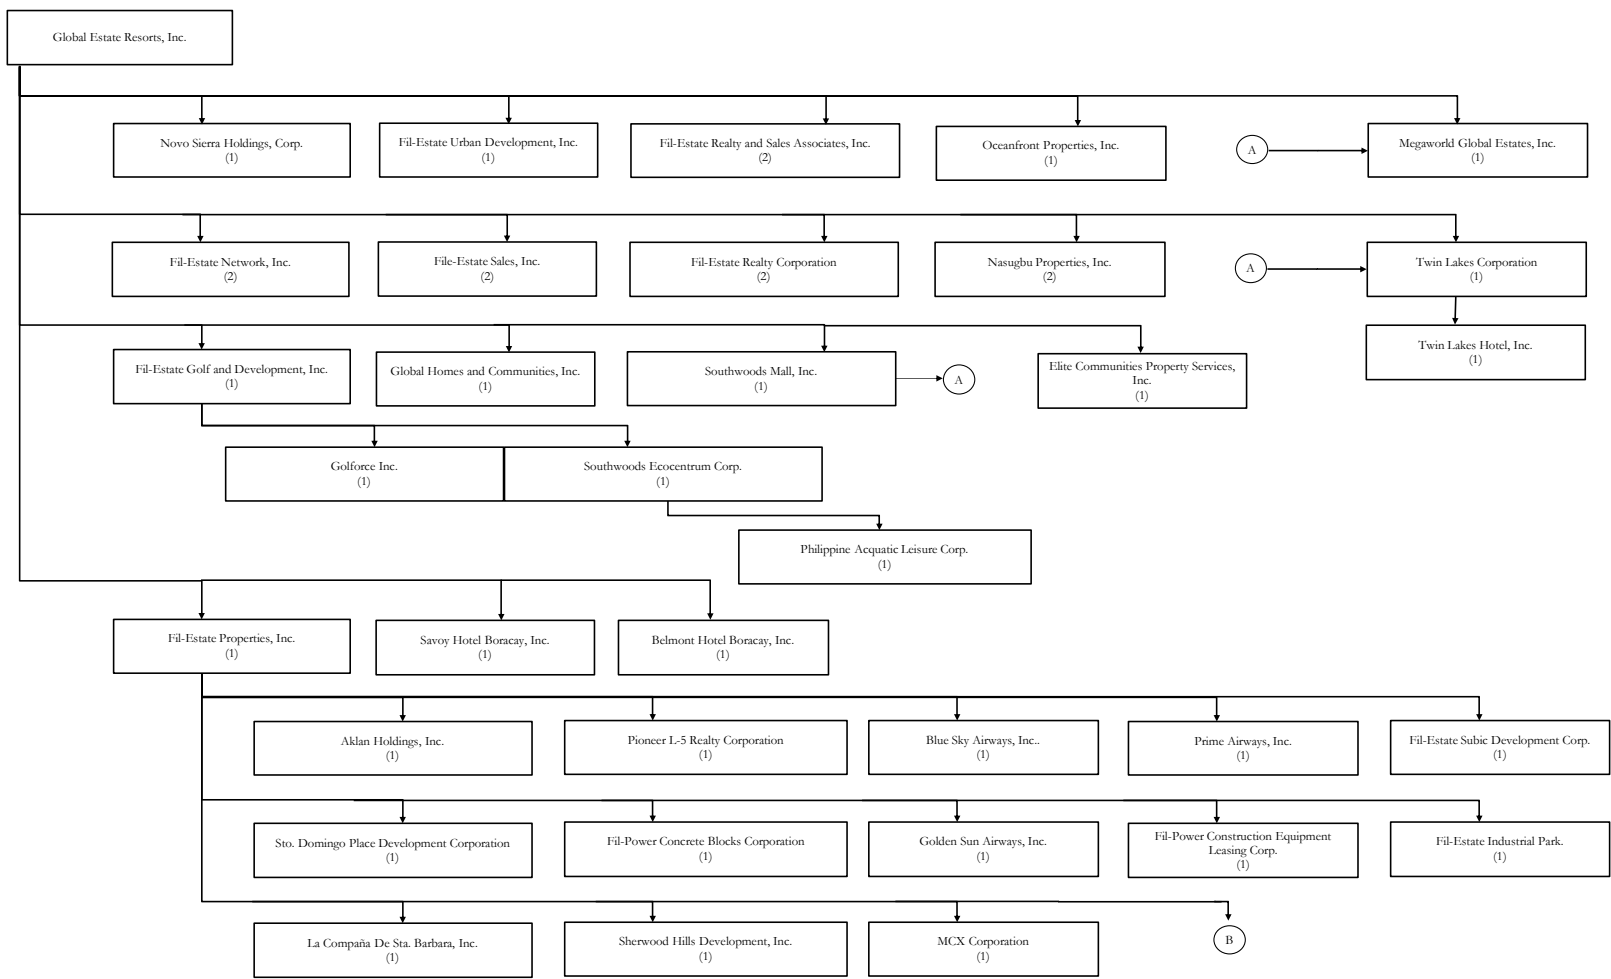 Global Estate Resorts, Inc.
Novo Sierra Holdings, Corp.
(1)
Fil-Estate Urban Development, Inc.
(1)
Fil-Estate Realty and Sales Associates, Inc.
(2)
Oceanfront Properties, Inc.
(1)
A
Megaworld Global Estates, Inc.
(1)
Fil-Estate Network, Inc.
(2)
File-Estate Sales, Inc.
(2)
Fil-Estate Realty Corporation
(2)
Nasugbu Properties, Inc.
(2)
A
Twin Lakes Corporation
(1)
Twin Lakes Hotel, Inc.
(1)
Fil-Estate Golf and Development, Inc.
(1)
Global Homes and Communities, Inc.
(1)
Southwoods Mall, Inc.
(1)
A
Elite Communities Property Services,
Inc.
(1)
Golforce Inc.
(1)
Southwoods Ecocentrum Corp.
(1)
Philippine Acquatic Leisure Corp.
(1)
Fil-Estate Properties, Inc.
(1)
Savoy Hotel Boracay, Inc.
(1)
Belmont Hotel Boracay, Inc.
(1)
Aklan Holdings, Inc.
(1)
Pioneer L-5 Realty Corporation
(1)
Blue Sky Airways, Inc..
(1)
Prime Airways, Inc.
(1)
Fil-Estate Subic Development Corp.
(1)
Sto. Domingo Place Development Corporation
(1)
Fil-Power Concrete Blocks Corporation
(1)
Golden Sun Airways, Inc.
(1)
Fil-Power Construction Equipment
Leasing Corp.
(1)
Fil-Estate Industrial Park.
(1)
La Compaña De Sta. Barbara, Inc.
(1)
Sherwood Hills Development, Inc.
(1)
MCX Corporation
(1)
B